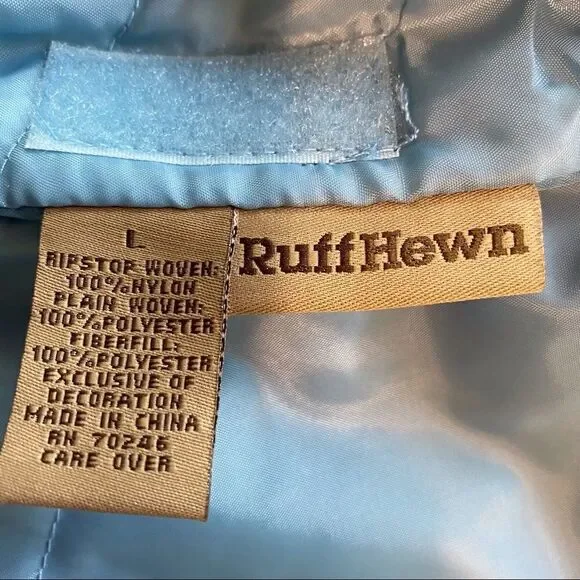 RuffHewn
L
RIPSTOP WOVEN:
100%NYLON
PLAIN WOVEN:
100%POLYESTER
FIBERFILL:
100%POLYESTER
EXCLUSIVE OF
DECORATION
MADE IN CHINA
RN 70246
CARE OVER